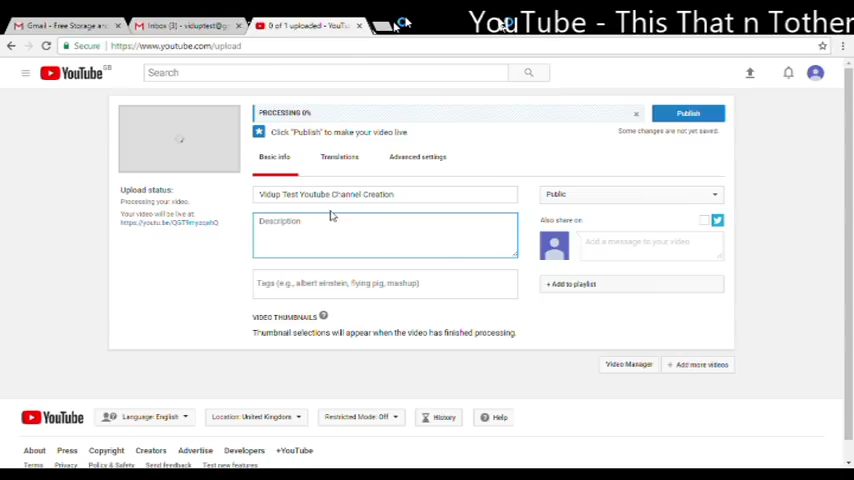 Gmail - Free Storage and
Inbox (3) - viduptest@g
0 of 1 uploaded - YouTu
YouTube - This That n Tother
Secure
https://www.youtube.com/upload
YouTube GB
Search
PROCESSING 0%
Publish
Click "Publish" to make your video live
Some changes are not yet saved.
Basic info
Translations
Advanced settings
Upload status:
Processing your video.
Your video will be live at:
Vidup Test Youtube Channel Creation
Public
Description
Also share on
Add a message to your video
Tags (e.g., albert einstein, flying pig, mashup)
+ Add to playlist
VIDEO THUMBNAILS ?
Thumbnail selections will appear when the video has finished processing.
Video Manager
+ Add more videos
YouTube
Language: English
Location: United Kingdom
Restricted Mode: Off
History
Help
About Press Copyright Creators Advertise Developers +YouTube
Terms Privacy Policy & Safety Send feedback Test new features